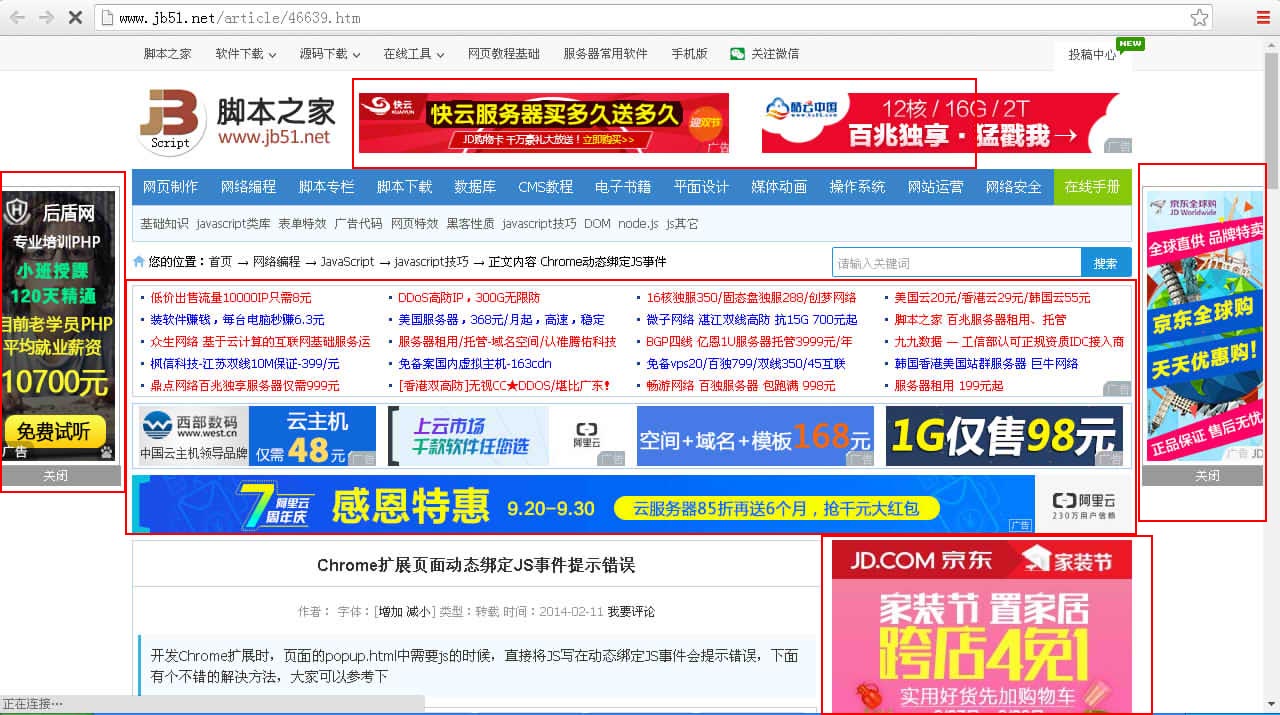 www.jb51.net/article/46639.htm
脚本之家 软件下载 源码下载 在线工具 网页教程基础 服务器常用软件 手机版 关注微信 投稿中心 NEW
JB Script 脚本之家
www.jb51.net
快云 KUAIYUN 快云服务器买多久送多久 迎双节
JD购物卡 千万豪礼大放送！立即购买>> 广告
酷云中国 12核 / 16G / 2T
百兆独享·猛戳我→ 广告
网页制作 网络编程 脚本专栏 脚本下载 数据库 CMS教程 电子书籍 平面设计 媒体动画 操作系统 网站运营 网络安全 在线手册
基础知识 javascript类库 表单特效 广告代码 网页特效 黑客性质 javascript技巧 DOM node.js js其它
您的位置：首页 → 网络编程 → JavaScript → javascript技巧 → 正文内容 Chrome动态绑定JS事件
请输入关键词 搜索
后盾网
专业培训PHP
小班授课
120天精通
目前老学员PHP
平均就业薪资
10700元
免费试听
广告
关闭
京东全球购
JD Worldwide
全球直供 品牌特卖
京东全球购
天天优惠购！
正品保证 售后无忧
广告 JD
关闭
低价出售流量10000IP只需8元 DDoS高防IP，300G无限防 16核独服350/固态盘独服288/创梦网络 美国云20元/香港云29元/韩国云55元
装软件赚钱，每台电脑秒赚6.3元 美国服务器，368元/月起，高速，稳定 微子网络 湛江双线高防 抗15G 700元起 脚本之家 百兆服务器租用、托管
众生网络 基于云计算的互联网基础服务运 服务器租用/托管-域名空间/认准腾佑科技 BGP四线 亿恩1U服务器托管3999元/年 九九数据 — 工信部认可正规资质IDC接入商
枫信科技-江苏双线10M保证-399/元 免备案国内虚拟主机-163cdn 免备vps20/百独799/双线350/45互联 韩国香港美国站群服务器 巨牛网络
鼎点网络百兆独享服务器仅需999元 [香港双高防]无视CC★DDOS/堪比广东！ 畅游网络 百独服务器 包跑满 998元 服务器租用 199元起
广告
西部数码 www.west.cn 中国云主机领导品牌 云主机 仅需48元 广告
上云市场 千款软件任您选 阿里云 广告
空间+域名+模板168元 广告
1G仅售98元 广告
7 阿里云周年庆 感恩特惠 9.20-9.30 云服务器85折再送6个月，抢千元大红包 广告 阿里云 230万用户信赖
Chrome扩展页面动态绑定JS事件提示错误
作者： 字体：[增加 减小] 类型：转载 时间：2014-02-11 我要评论
开发Chrome扩展时，页面的popup.html中需要js的时候，直接将JS写在动态绑定JS事件会提示错误，下面
有个不错的解决方法，大家可以参考下
JD.COM 京东 家装节
家装节 置家居
跨店4免1
实用好货先加购物车
正在连接…